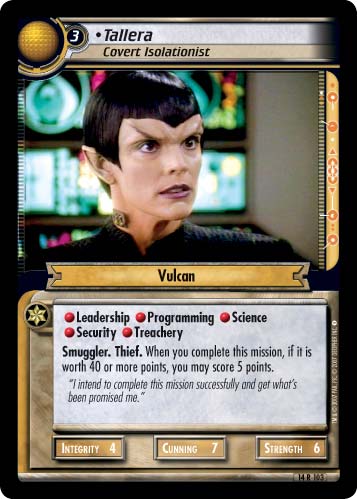 3
•Tallera
Covert Isolationist
Vulcan
Leadership Programming Science
Security Treachery
Smuggler. Thief. When you complete this mission, if it is
worth 40 or more points, you may score 5 points.
"I intend to complete this mission successfully and get what's
been promised me."
INTEGRITY 4 CUNNING 7 STRENGTH 6
14 R 103